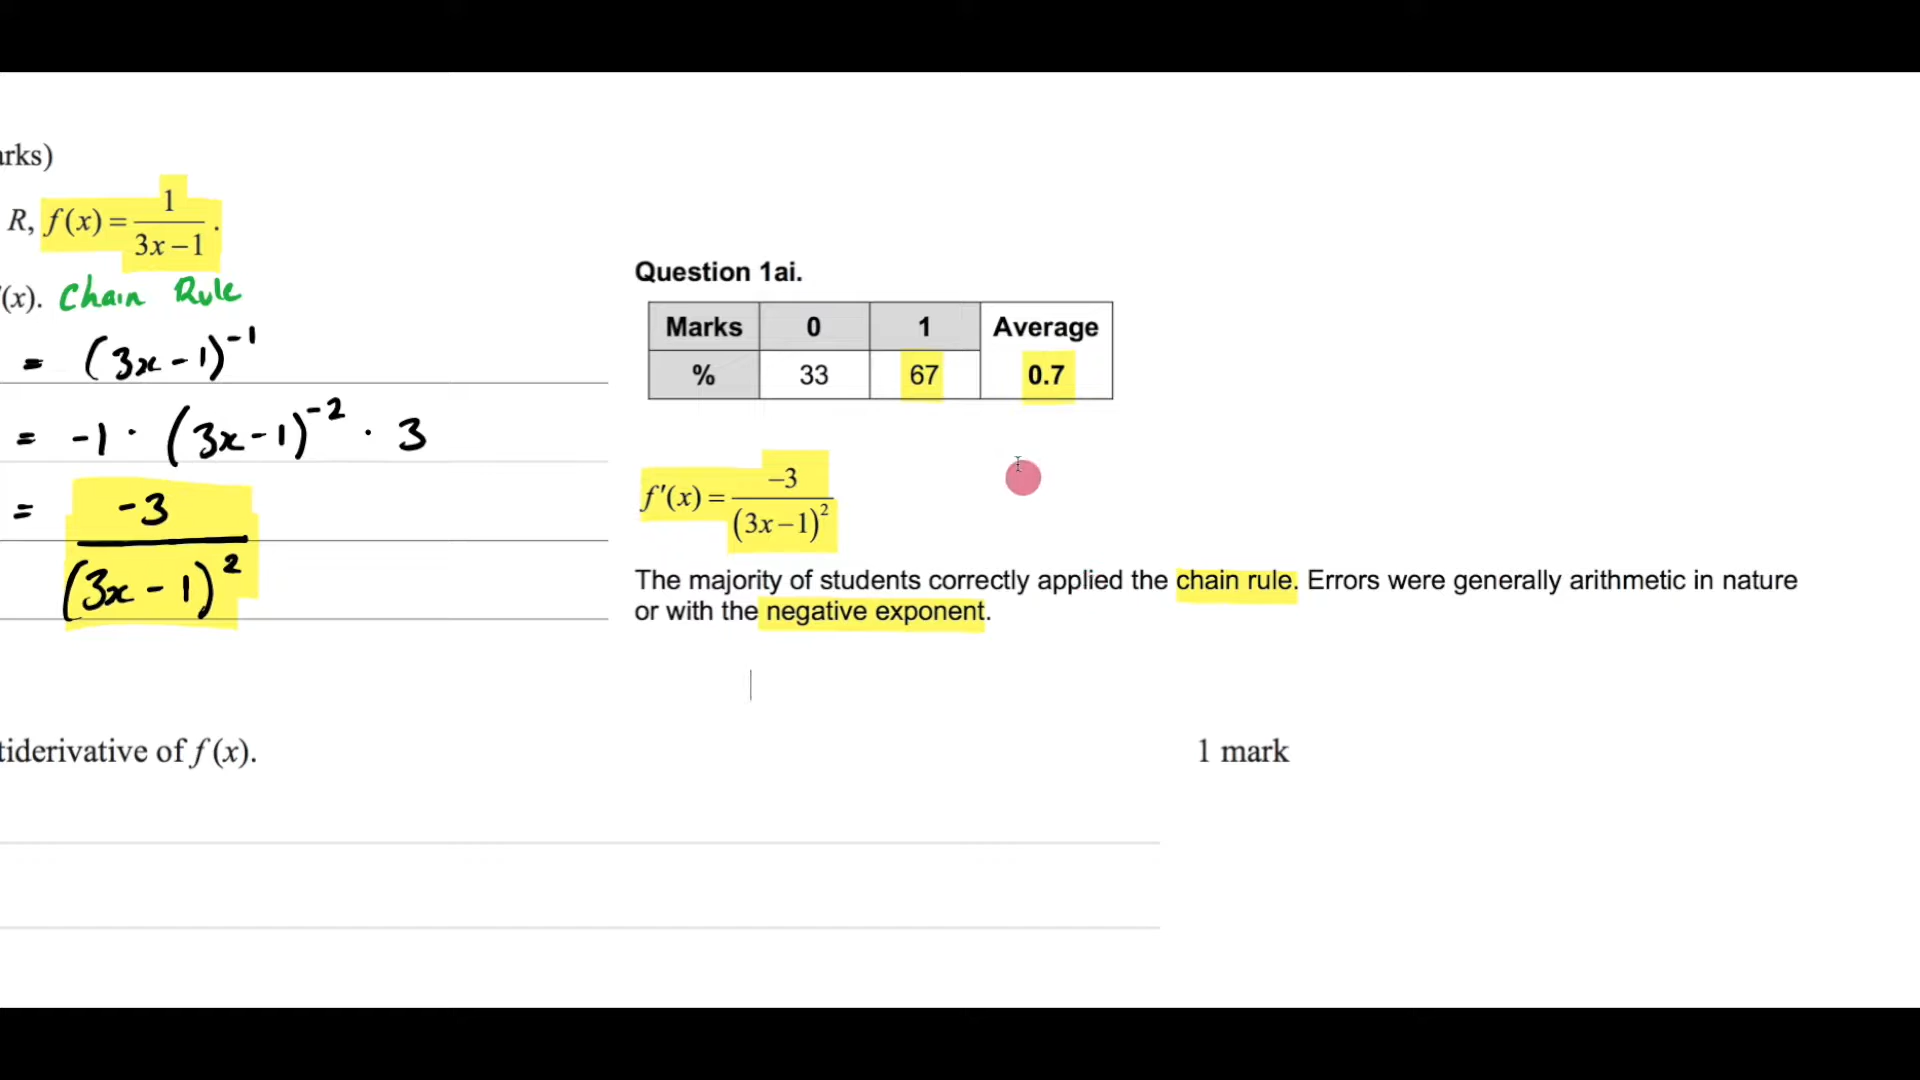 arks)
R, f(x) = 1/(3x − 1).
'(x). Chain Rule
= (3x - 1)^-1
= -1 · (3x - 1)^-2 · 3
= -3/(3x - 1)^2
Question 1ai.
Marks 0 1 Average
% 33 67 0.7
f′(x) = −3/(3x − 1)^2
The majority of students correctly applied the chain rule. Errors were generally arithmetic in nature
or with the negative exponent.
tiderivative of f (x). 1 mark